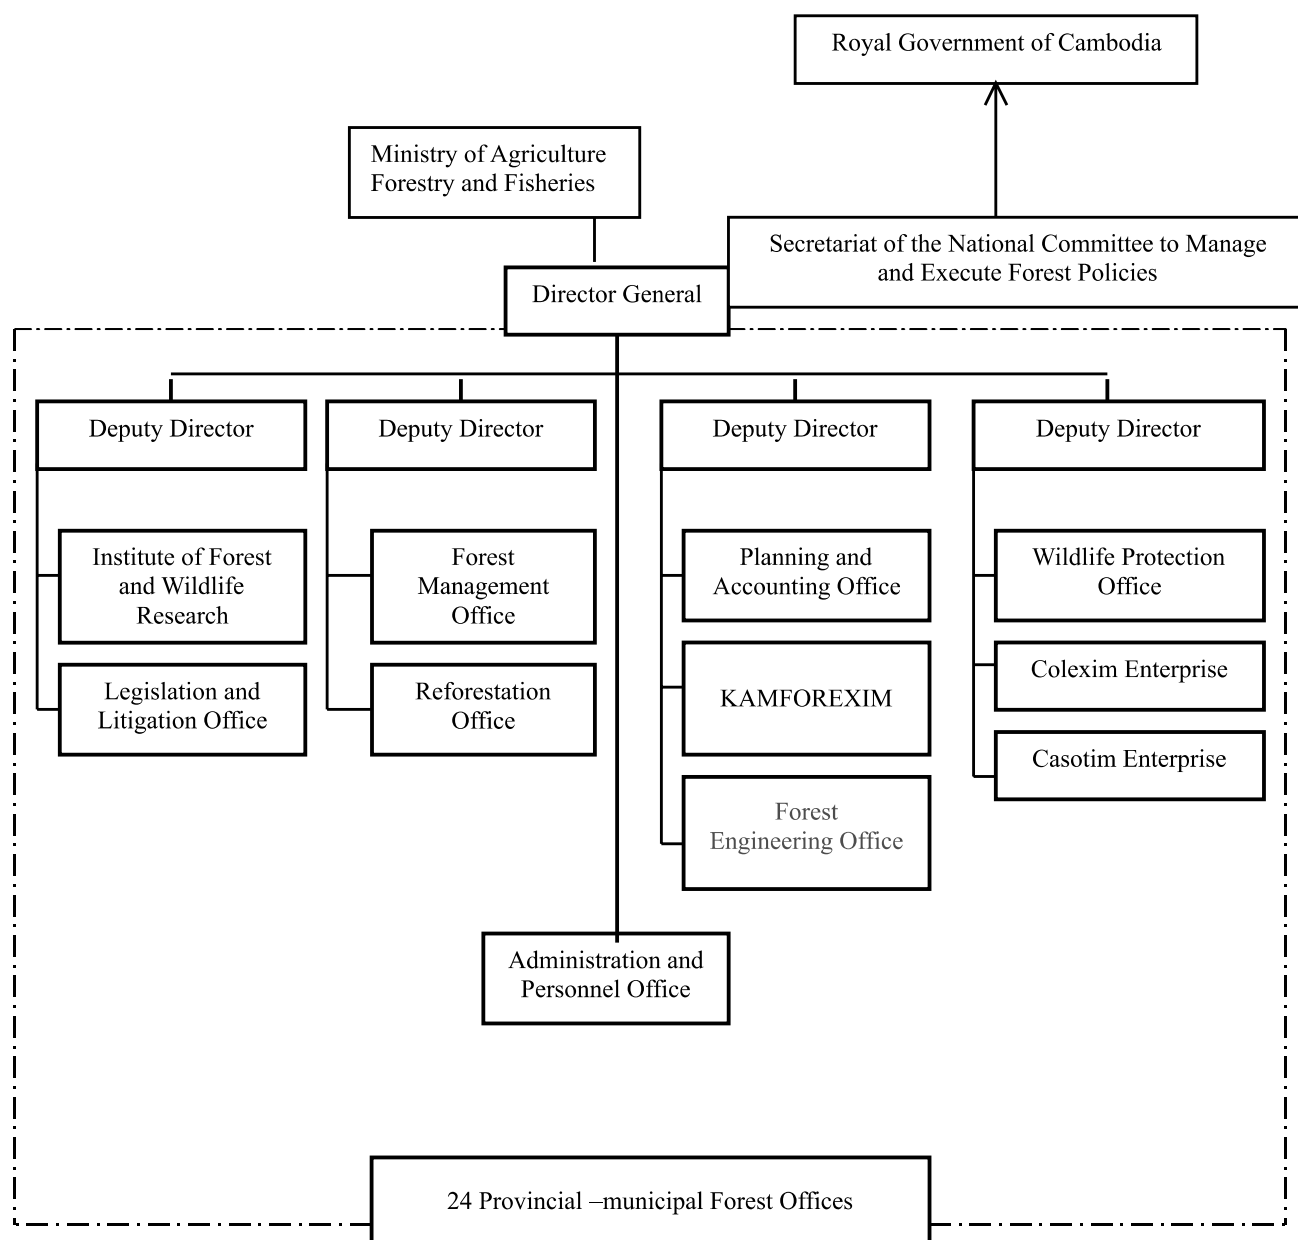 Royal Government of Cambodia
Ministry of Agriculture
Forestry and Fisheries
Secretariat of the National Committee to Manage
and Execute Forest Policies
Director General
Deputy Director
Deputy Director
Deputy Director
Deputy Director
Institute of Forest
and Wildlife
Research
Legislation and
Litigation Office
Forest
Management
Office
Reforestation
Office
Planning and
Accounting Office
KAMFOREXIM
Forest
Engineering Office
Wildlife Protection
Office
Colexim Enterprise
Casotim Enterprise
Administration and
Personnel Office
24 Provincial –municipal Forest Offices